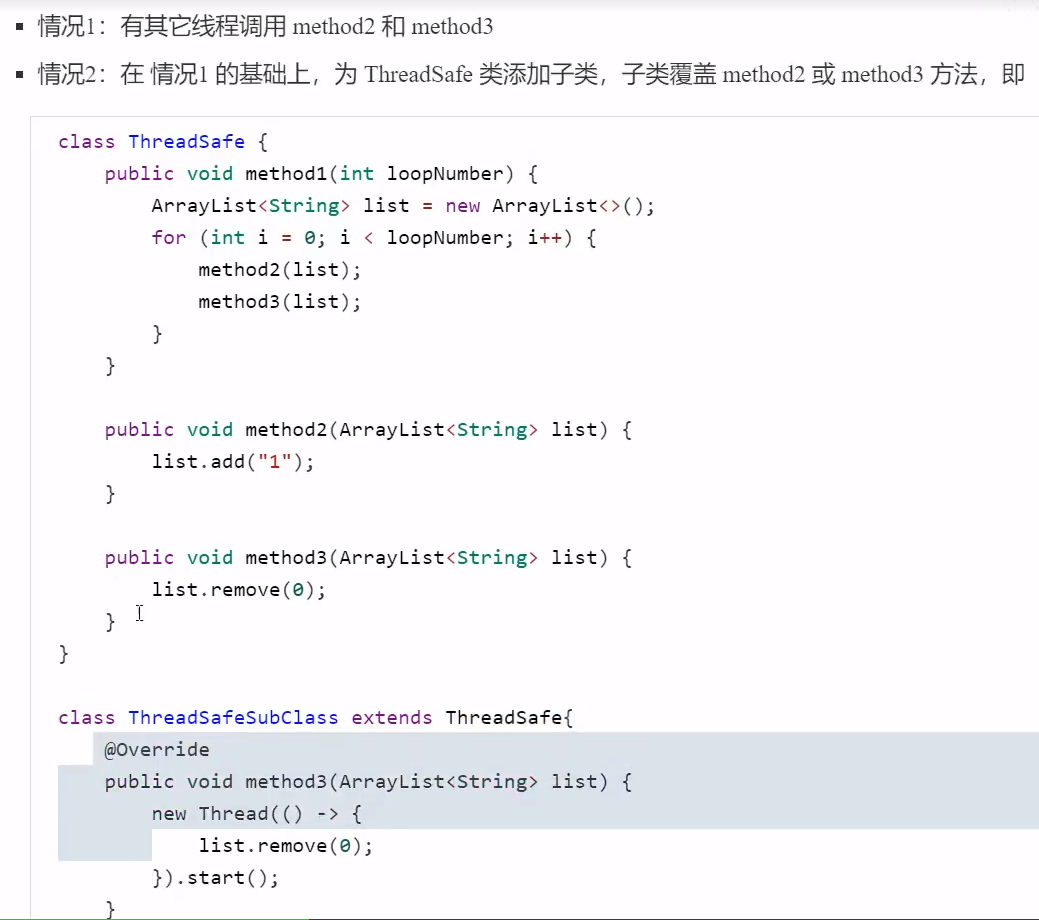 ▪ 情况1：有其它线程调用 method2 和 method3
▪ 情况2：在 情况1 的基础上，为 ThreadSafe 类添加子类，子类覆盖 method2 或 method3 方法，即
class ThreadSafe {
    public void method1(int loopNumber) {
        ArrayList<String> list = new ArrayList<>();
        for (int i = 0; i < loopNumber; i++) {
            method2(list);
            method3(list);
        }
    }

    public void method2(ArrayList<String> list) {
        list.add("1");
    }

    public void method3(ArrayList<String> list) {
        list.remove(0);
    }
}

class ThreadSafeSubClass extends ThreadSafe{
    @Override
    public void method3(ArrayList<String> list) {
        new Thread(() -> {
            list.remove(0);
        }).start();
    }